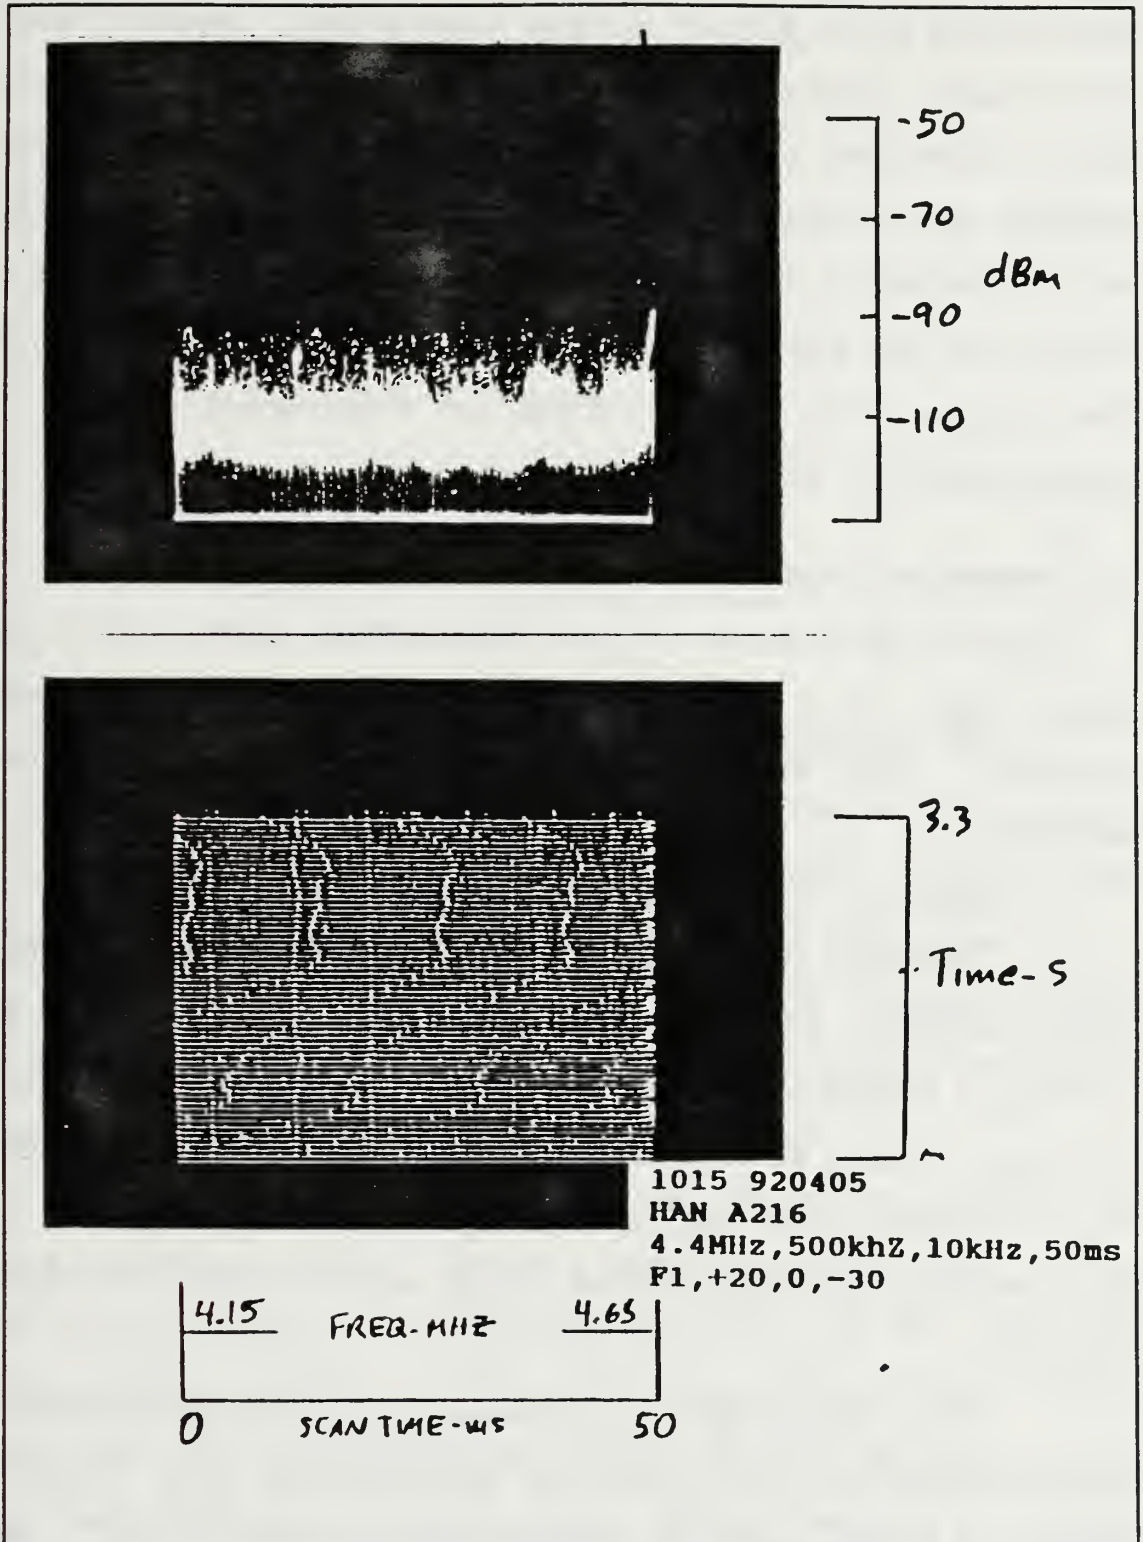 -50
-70
dBm
-90
-110
3.3
Time-S
1015 920405
HAN A216
4.4MHz,500khZ,10kHz,50ms
F1,+20,0,-30
4.15 FREQ-MHZ 4.65
0 SCAN TIME-ms 50